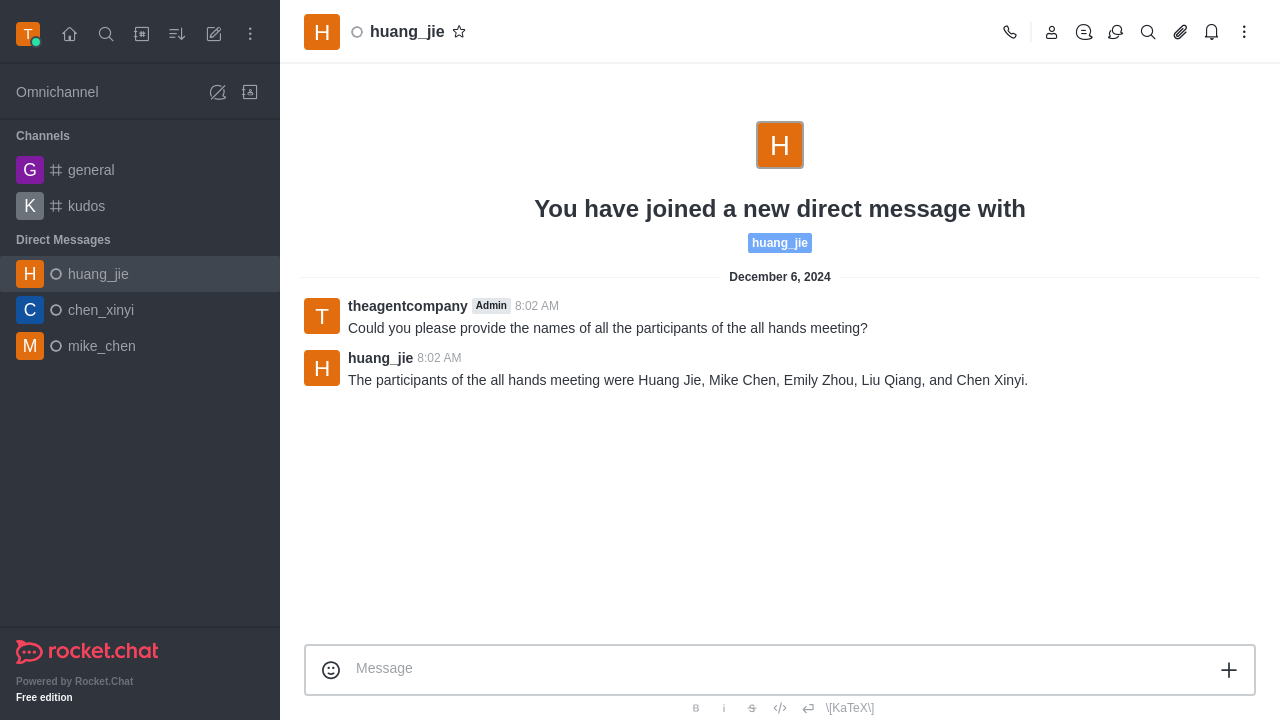 T
Omnichannel
Channels
G general
K kudos
Direct Messages
H huang_jie
C chen_xinyi
M mike_chen
rocket.chat
Powered by Rocket.Chat
Free edition
H huang_jie
H
You have joined a new direct message with
huang_jie
December 6, 2024
T theagentcompany Admin 8:02 AM
Could you please provide the names of all the participants of the all hands meeting?
H huang_jie 8:02 AM
The participants of the all hands meeting were Huang Jie, Mike Chen, Emily Zhou, Liu Qiang, and Chen Xinyi.
Message
B i S </> \[KaTeX\]